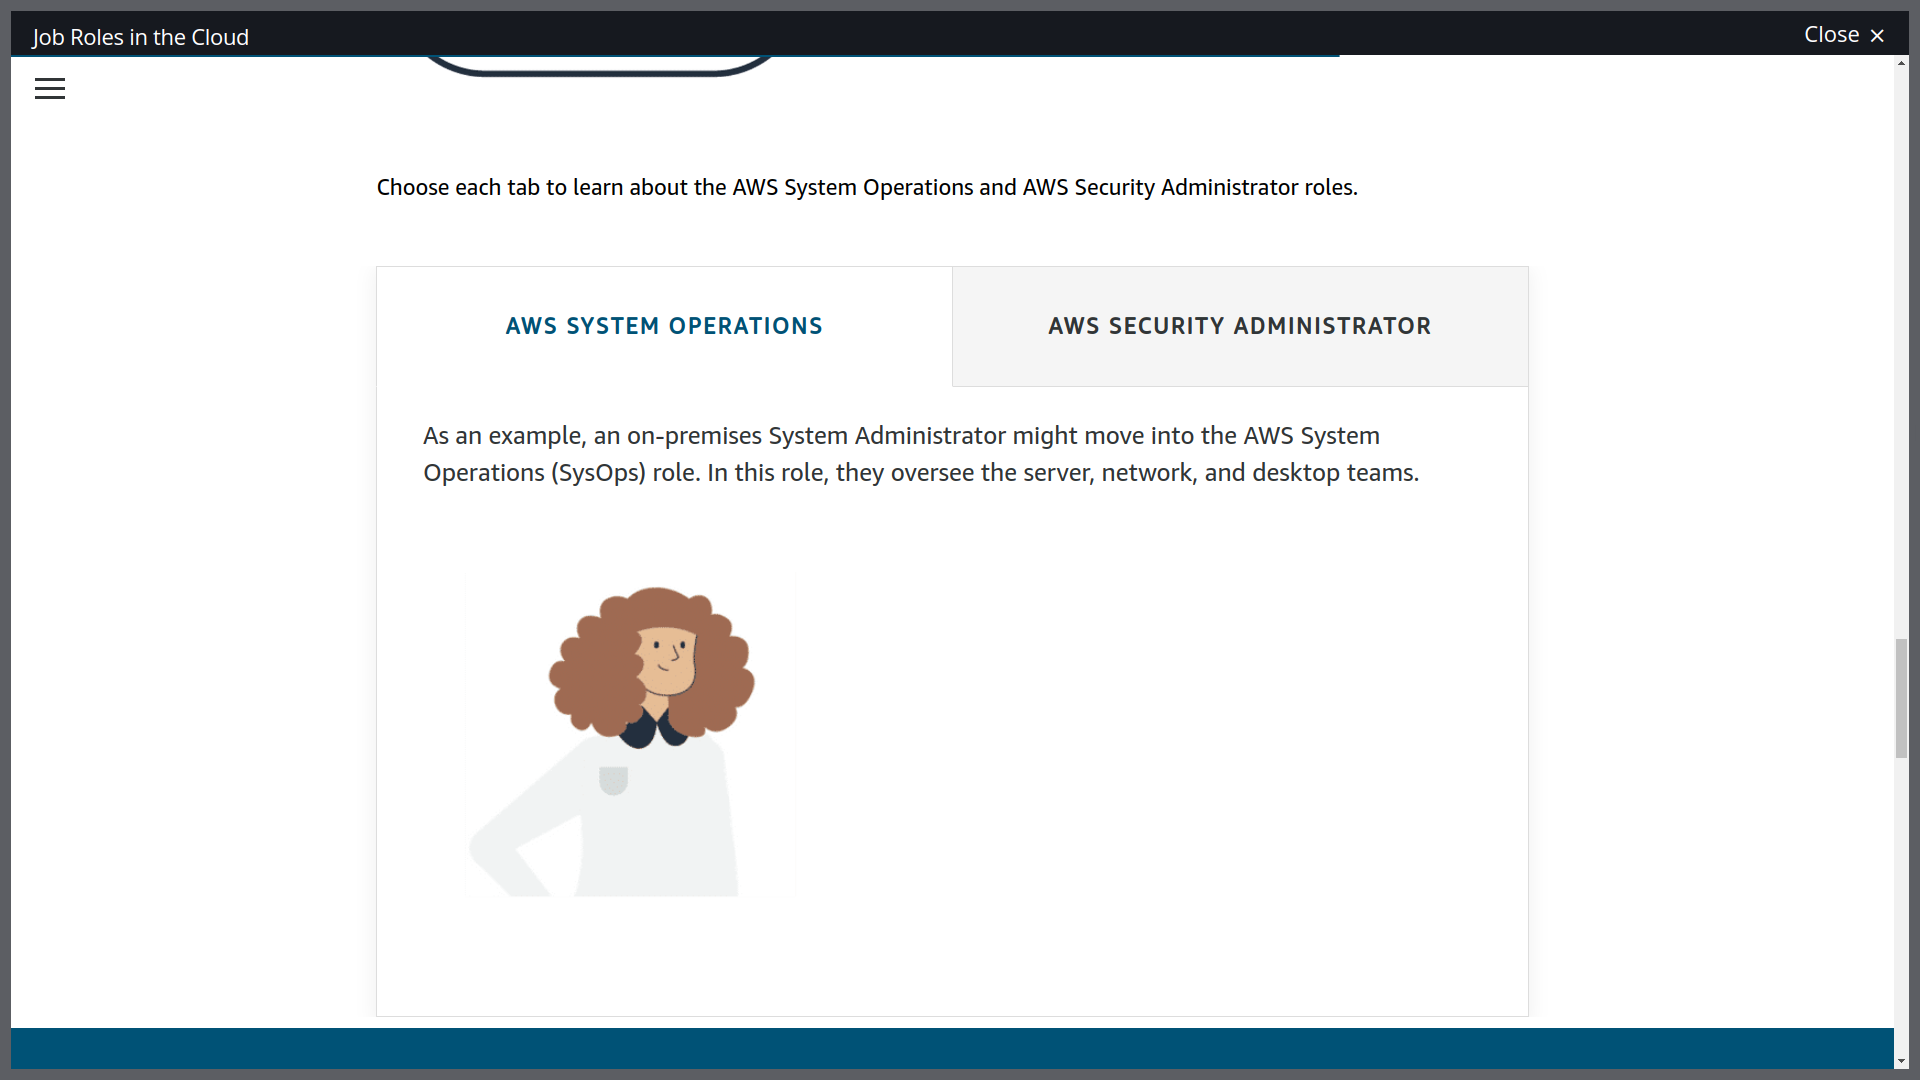 Job Roles in the Cloud
Close ×
Choose each tab to learn about the AWS System Operations and AWS Security Administrator roles.
AWS SYSTEM OPERATIONS
AWS SECURITY ADMINISTRATOR
As an example, an on-premises System Administrator might move into the AWS System
Operations (SysOps) role. In this role, they oversee the server, network, and desktop teams.